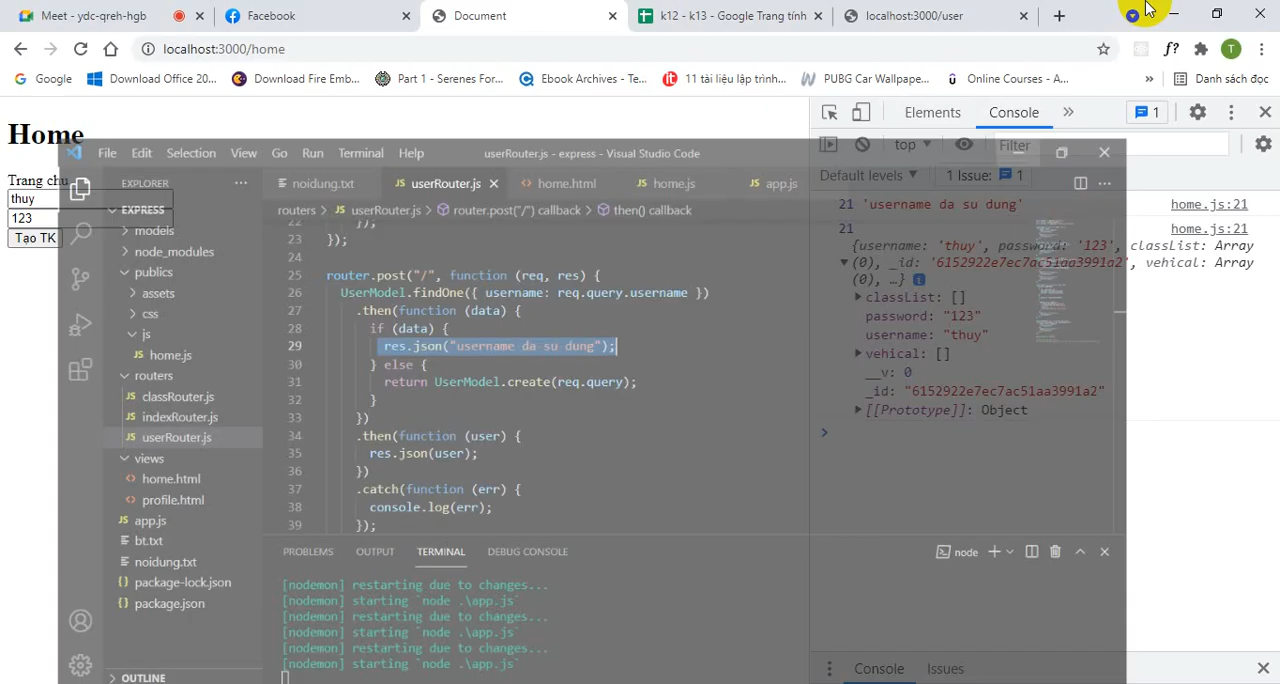 Meet - ydc-qreh-hgb
Facebook
Document
k12 - k13 - Google Trang tính
localhost:3000/user
localhost:3000/home
f?
T
Google
Download Office 20...
Download Fire Emb...
Part 1 - Serenes For...
Ebook Archives - Te...
11 tài liệu lập trình...
PUBG Car Wallpape...
Online Courses - A...
»
Danh sách đọc
Home
Trang chu
thuy
123
Tạo TK
Elements
Console
»
1
top
Filter
Default levels
1 Issue:
1
21 'username da su dung'
home.js:21
21
home.js:21
{username: 'thuy', password: '123', classList: Array
(0), _id: '6152922e7ec7ac51aa3991a2', vehical: Array
(0), …}
classList: []
password: "123"
username: "thuy"
vehical: []
__v: 0
_id: "6152922e7ec7ac51aa3991a2"
[[Prototype]]: Object
Console
Issues
File Edit Selection View Go Run Terminal Help
userRouter.js - express - Visual Studio Code
EXPLORER
EXPRESS
models
node_modules
publics
assets
css
js
JS home.js
routers
JS classRouter.js
JS indexRouter.js
JS userRouter.js
views
<> home.html
<> profile.html
JS app.js
bt.txt
noidung.txt
{} package-lock.json
{} package.json
OUTLINE
noidung.txt
JS userRouter.js
<> home.html
JS home.js
JS app.js
routers > JS userRouter.js > router.post("/") callback > then() callback
22 });
23 });
24
25 router.post("/", function (req, res) {
26 UserModel.findOne({ username: req.query.username })
27 .then(function (data) {
28 if (data) {
29 res.json("username da su dung");
30 } else {
31 return UserModel.create(req.query);
32 }
33 })
34 .then(function (user) {
35 res.json(user);
36 })
37 .catch(function (err) {
38 console.log(err);
39 });
PROBLEMS OUTPUT TERMINAL DEBUG CONSOLE
node
[nodemon] restarting due to changes...
[nodemon] starting `node .\app.js`
[nodemon] restarting due to changes...
[nodemon] starting `node .\app.js`
[nodemon] restarting due to changes...
[nodemon] starting `node .\app.js`